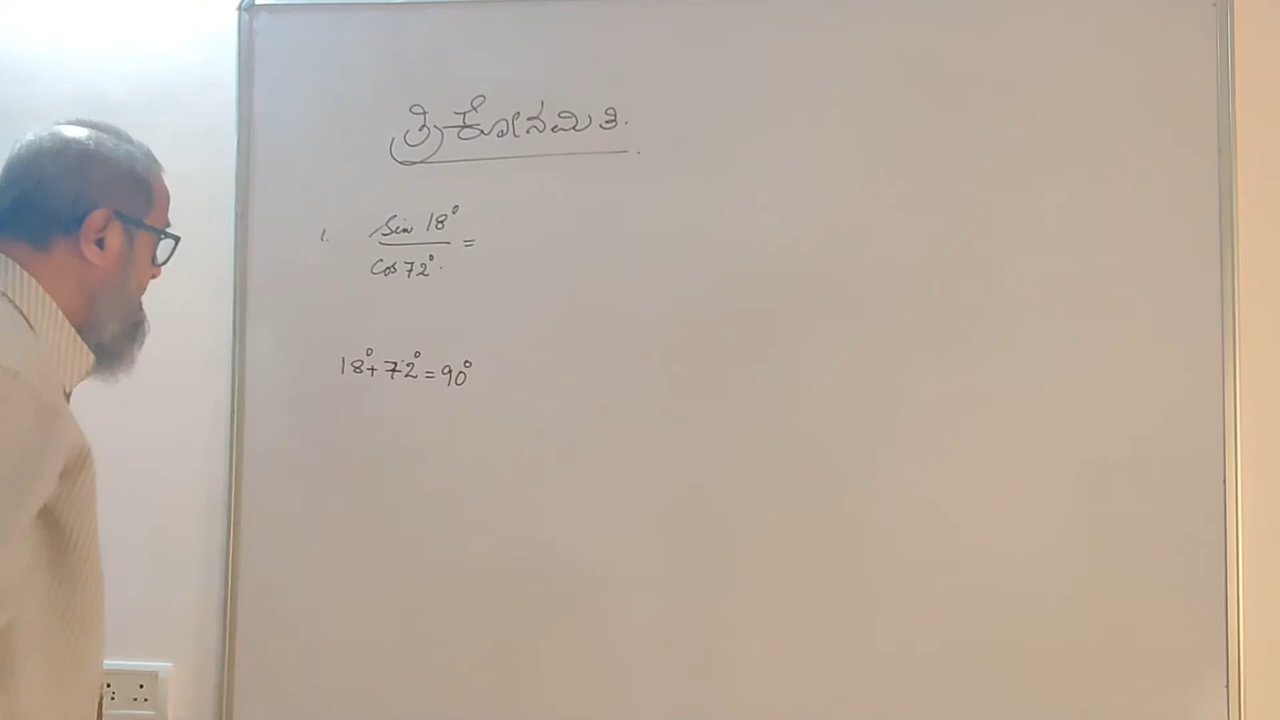 ತ್ರಿಕೋನಮಿತಿ.
1. Sin 18° / Cos 72° =
18° + 72° = 90°